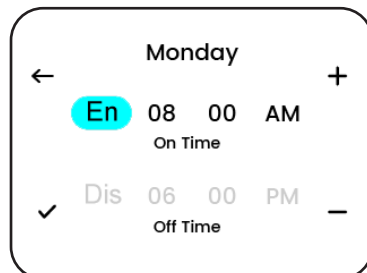 Monday
En 08 00 AM
On Time
Dis 06 00 PM
Off Time